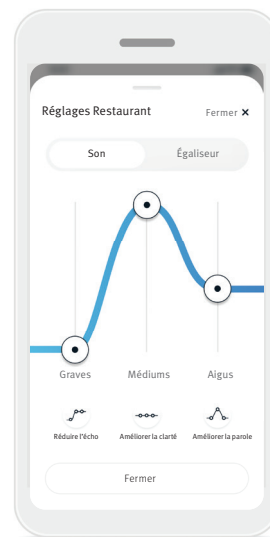 Réglages Restaurant Fermer ×
Son Égaliseur
Graves Médiums Aigus
Réduire l'écho Améliorer la clarté Améliorer la parole
Fermer